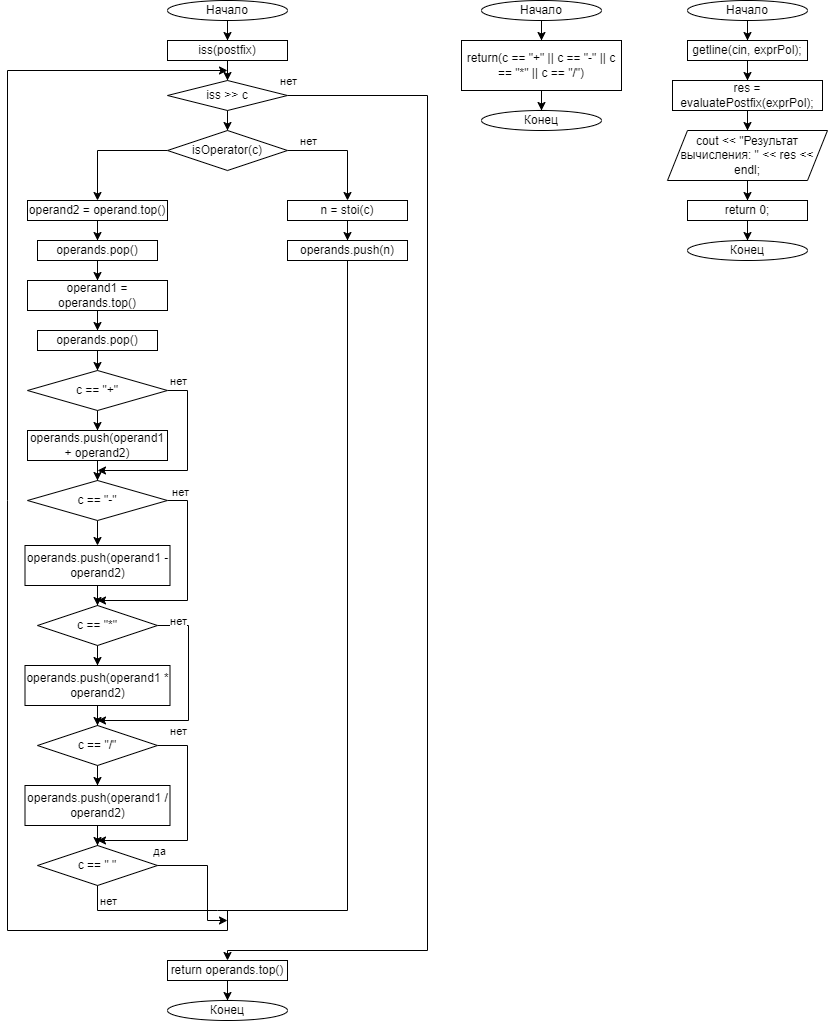 Начало
iss(postfix)
iss >> c
нет
isOperator(c)
нет
operand2 = operand.top()
operands.pop()
operand1 =
operands.top()
operands.pop()
c == "+"
нет
operands.push(operand1
+ operand2)
c == "-"
нет
operands.push(operand1 -
operand2)
c == "*"
нет
operands.push(operand1 *
operand2)
c == "/"
нет
operands.push(operand1 /
operand2)
c == " "
да
нет
n = stoi(c)
operands.push(n)
return operands.top()
Конец
Начало
return(c == "+" || c == "-" || c
== "*" || c == "/")
Конец
Начало
getline(cin, exprPol);
res =
evaluatePostfix(exprPol);
cout << "Результат
вычисления: " << res <<
endl;
return 0;
Конец